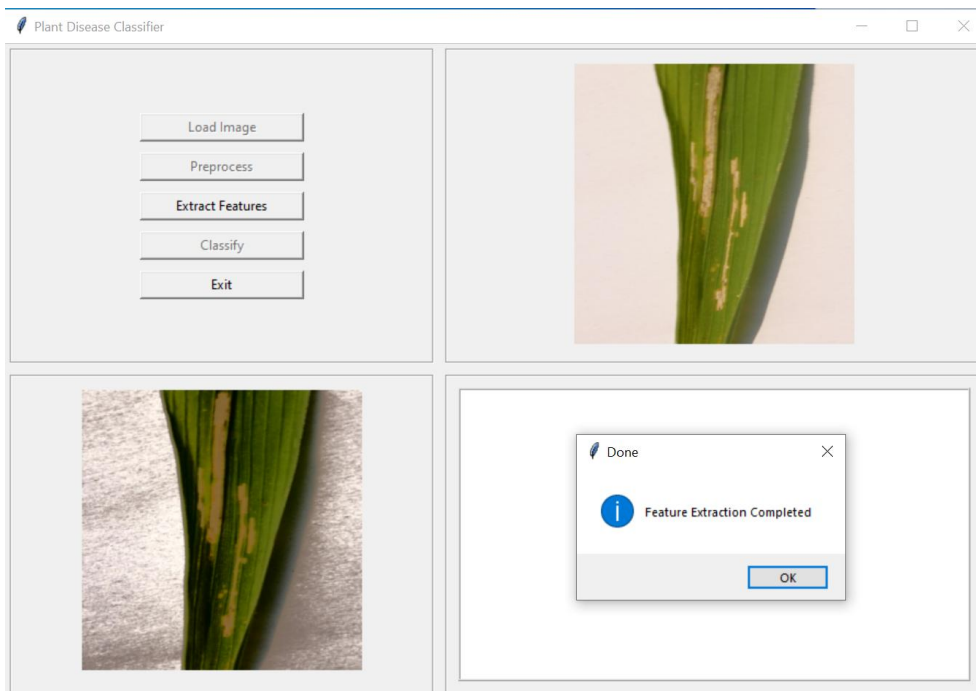 Plant Disease Classifier
Load Image
Preprocess
Extract Features
Classify
Exit
Done
Feature Extraction Completed
OK